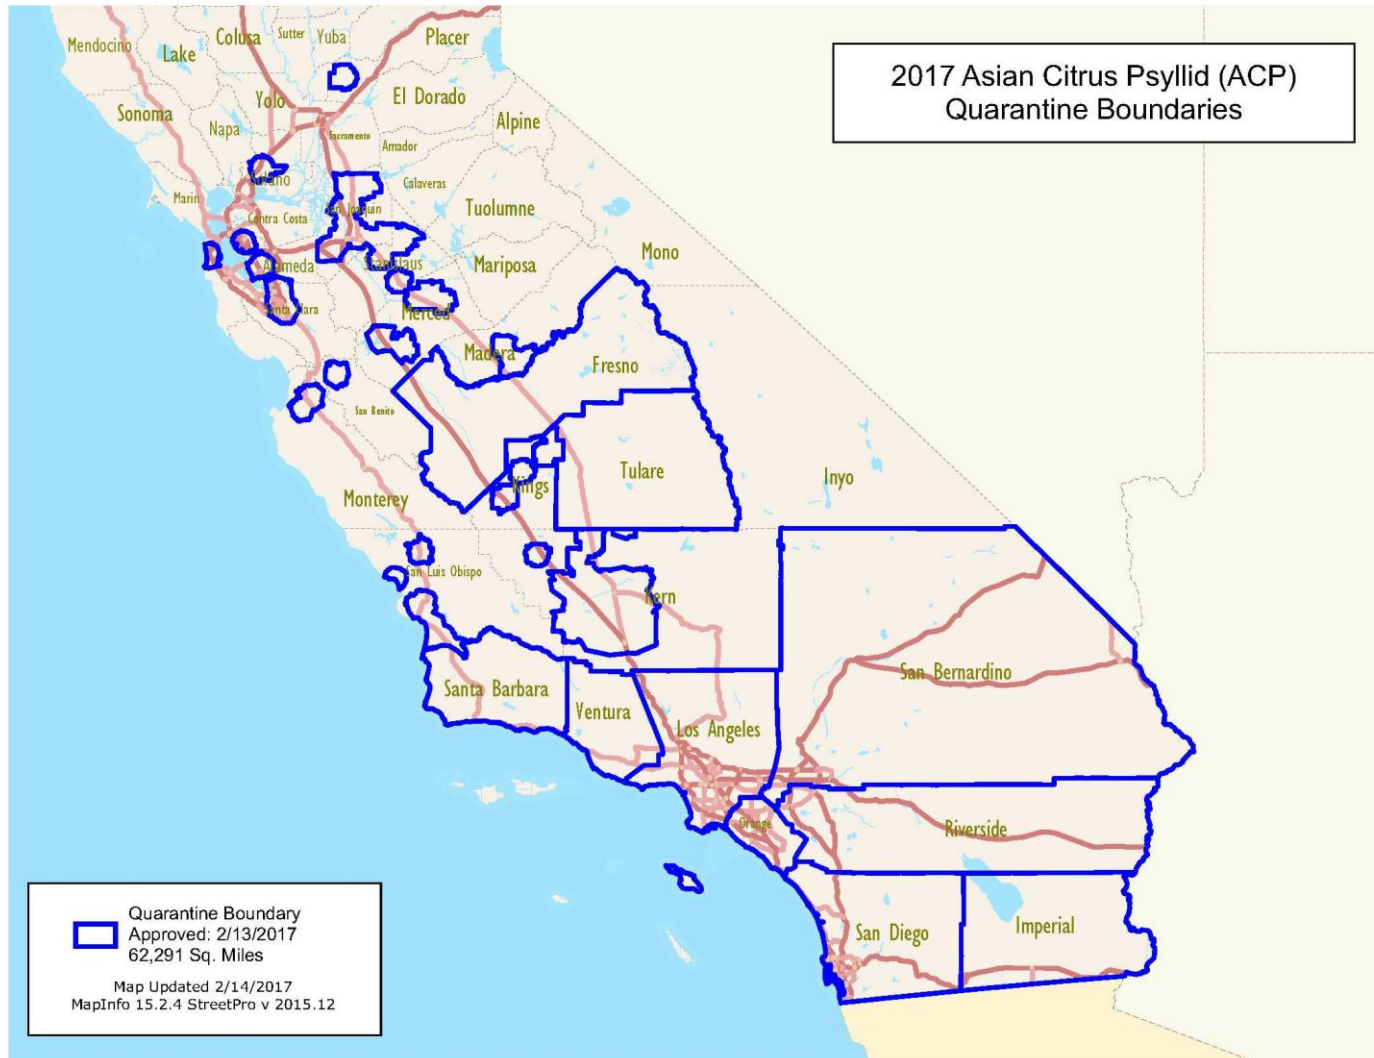 2017 Asian Citrus Psyllid (ACP)
Quarantine Boundaries
Mendocino
Lake
Colusa
Sutter
Yuba
Placer
Sonoma
Napa
Yolo
El Dorado
Sacramento
Alpine
Amador
Marin
Solano
Calaveras
Contra Costa
San Joaquin
Tuolumne
Alameda
Stanislaus
Mariposa
Mono
Santa Clara
Merced
Madera
Fresno
San Benito
Monterey
Kings
Tulare
Inyo
San Luis Obispo
Kern
Santa Barbara
Ventura
Los Angeles
San Bernardino
Orange
Riverside
San Diego
Imperial
Quarantine Boundary
Approved: 2/13/2017
62,291 Sq. Miles
Map Updated 2/14/2017
MapInfo 15.2.4 StreetPro v 2015.12